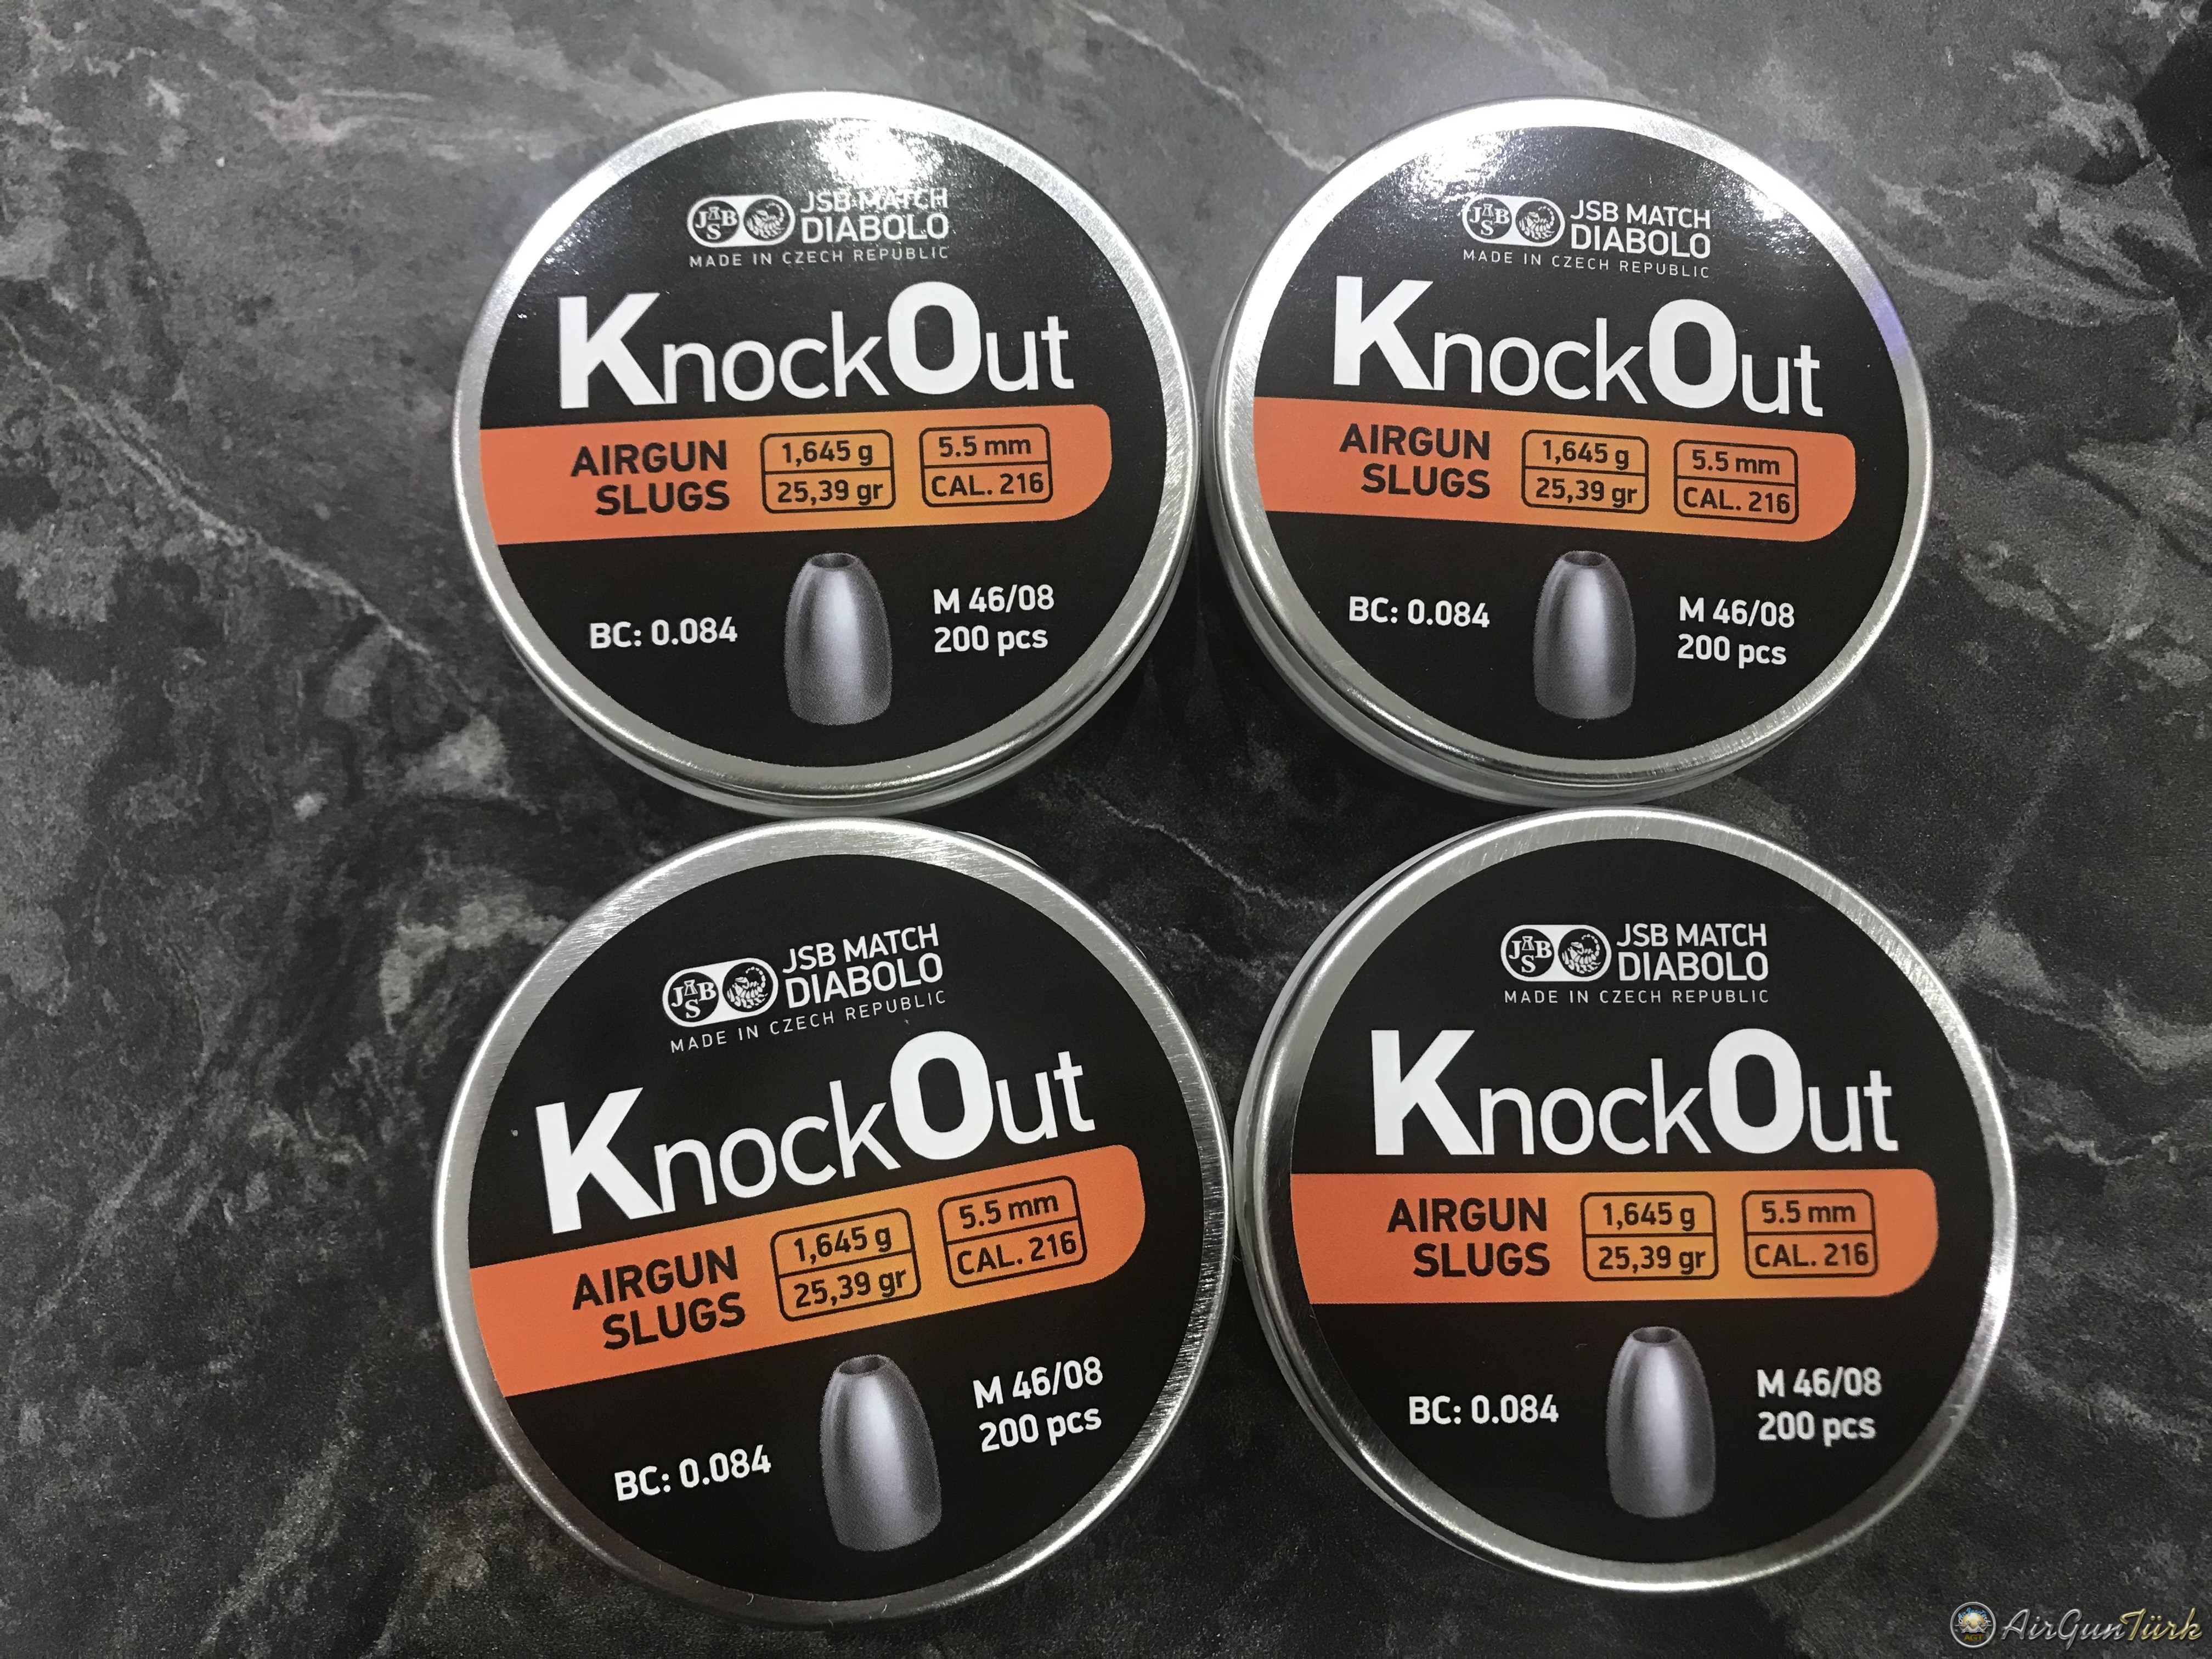 JSB
JSB MATCH
DIABOLO
MADE IN CZECH REPUBLIC
KnockOut
AIRGUN
SLUGS
1,645 g
25,39 gr
5.5 mm
CAL. 216
BC: 0.084
M 46/08
200 pcs
JSB
JSB MATCH
DIABOLO
MADE IN CZECH REPUBLIC
KnockOut
AIRGUN
SLUGS
1,645 g
25,39 gr
5.5 mm
CAL. 216
BC: 0.084
M 46/08
200 pcs
JSB
JSB MATCH
DIABOLO
MADE IN CZECH REPUBLIC
KnockOut
AIRGUN
SLUGS
1,645 g
25,39 gr
5.5 mm
CAL. 216
BC: 0.084
M 46/08
200 pcs
JSB
JSB MATCH
DIABOLO
MADE IN CZECH REPUBLIC
KnockOut
AIRGUN
SLUGS
1,645 g
25,39 gr
5.5 mm
CAL. 216
BC: 0.084
M 46/08
200 pcs
AirGunTürk